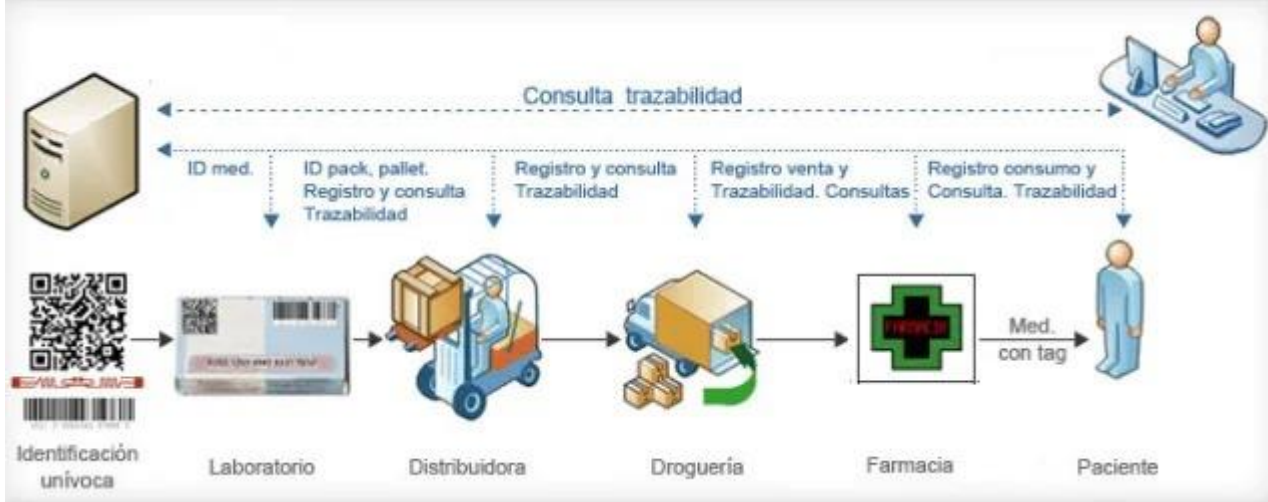 Consulta trazabilidad
ID med.
ID pack, pallet.
Registro y consulta
Trazabilidad
Registro y consulta
Trazabilidad
Registro venta y
Trazabilidad. Consultas
Registro consumo y
Consulta. Trazabilidad
FARMACIA
Med.
con tag
Identificación
unívoca
Laboratorio
Distribuidora
Droguería
Farmacia
Paciente